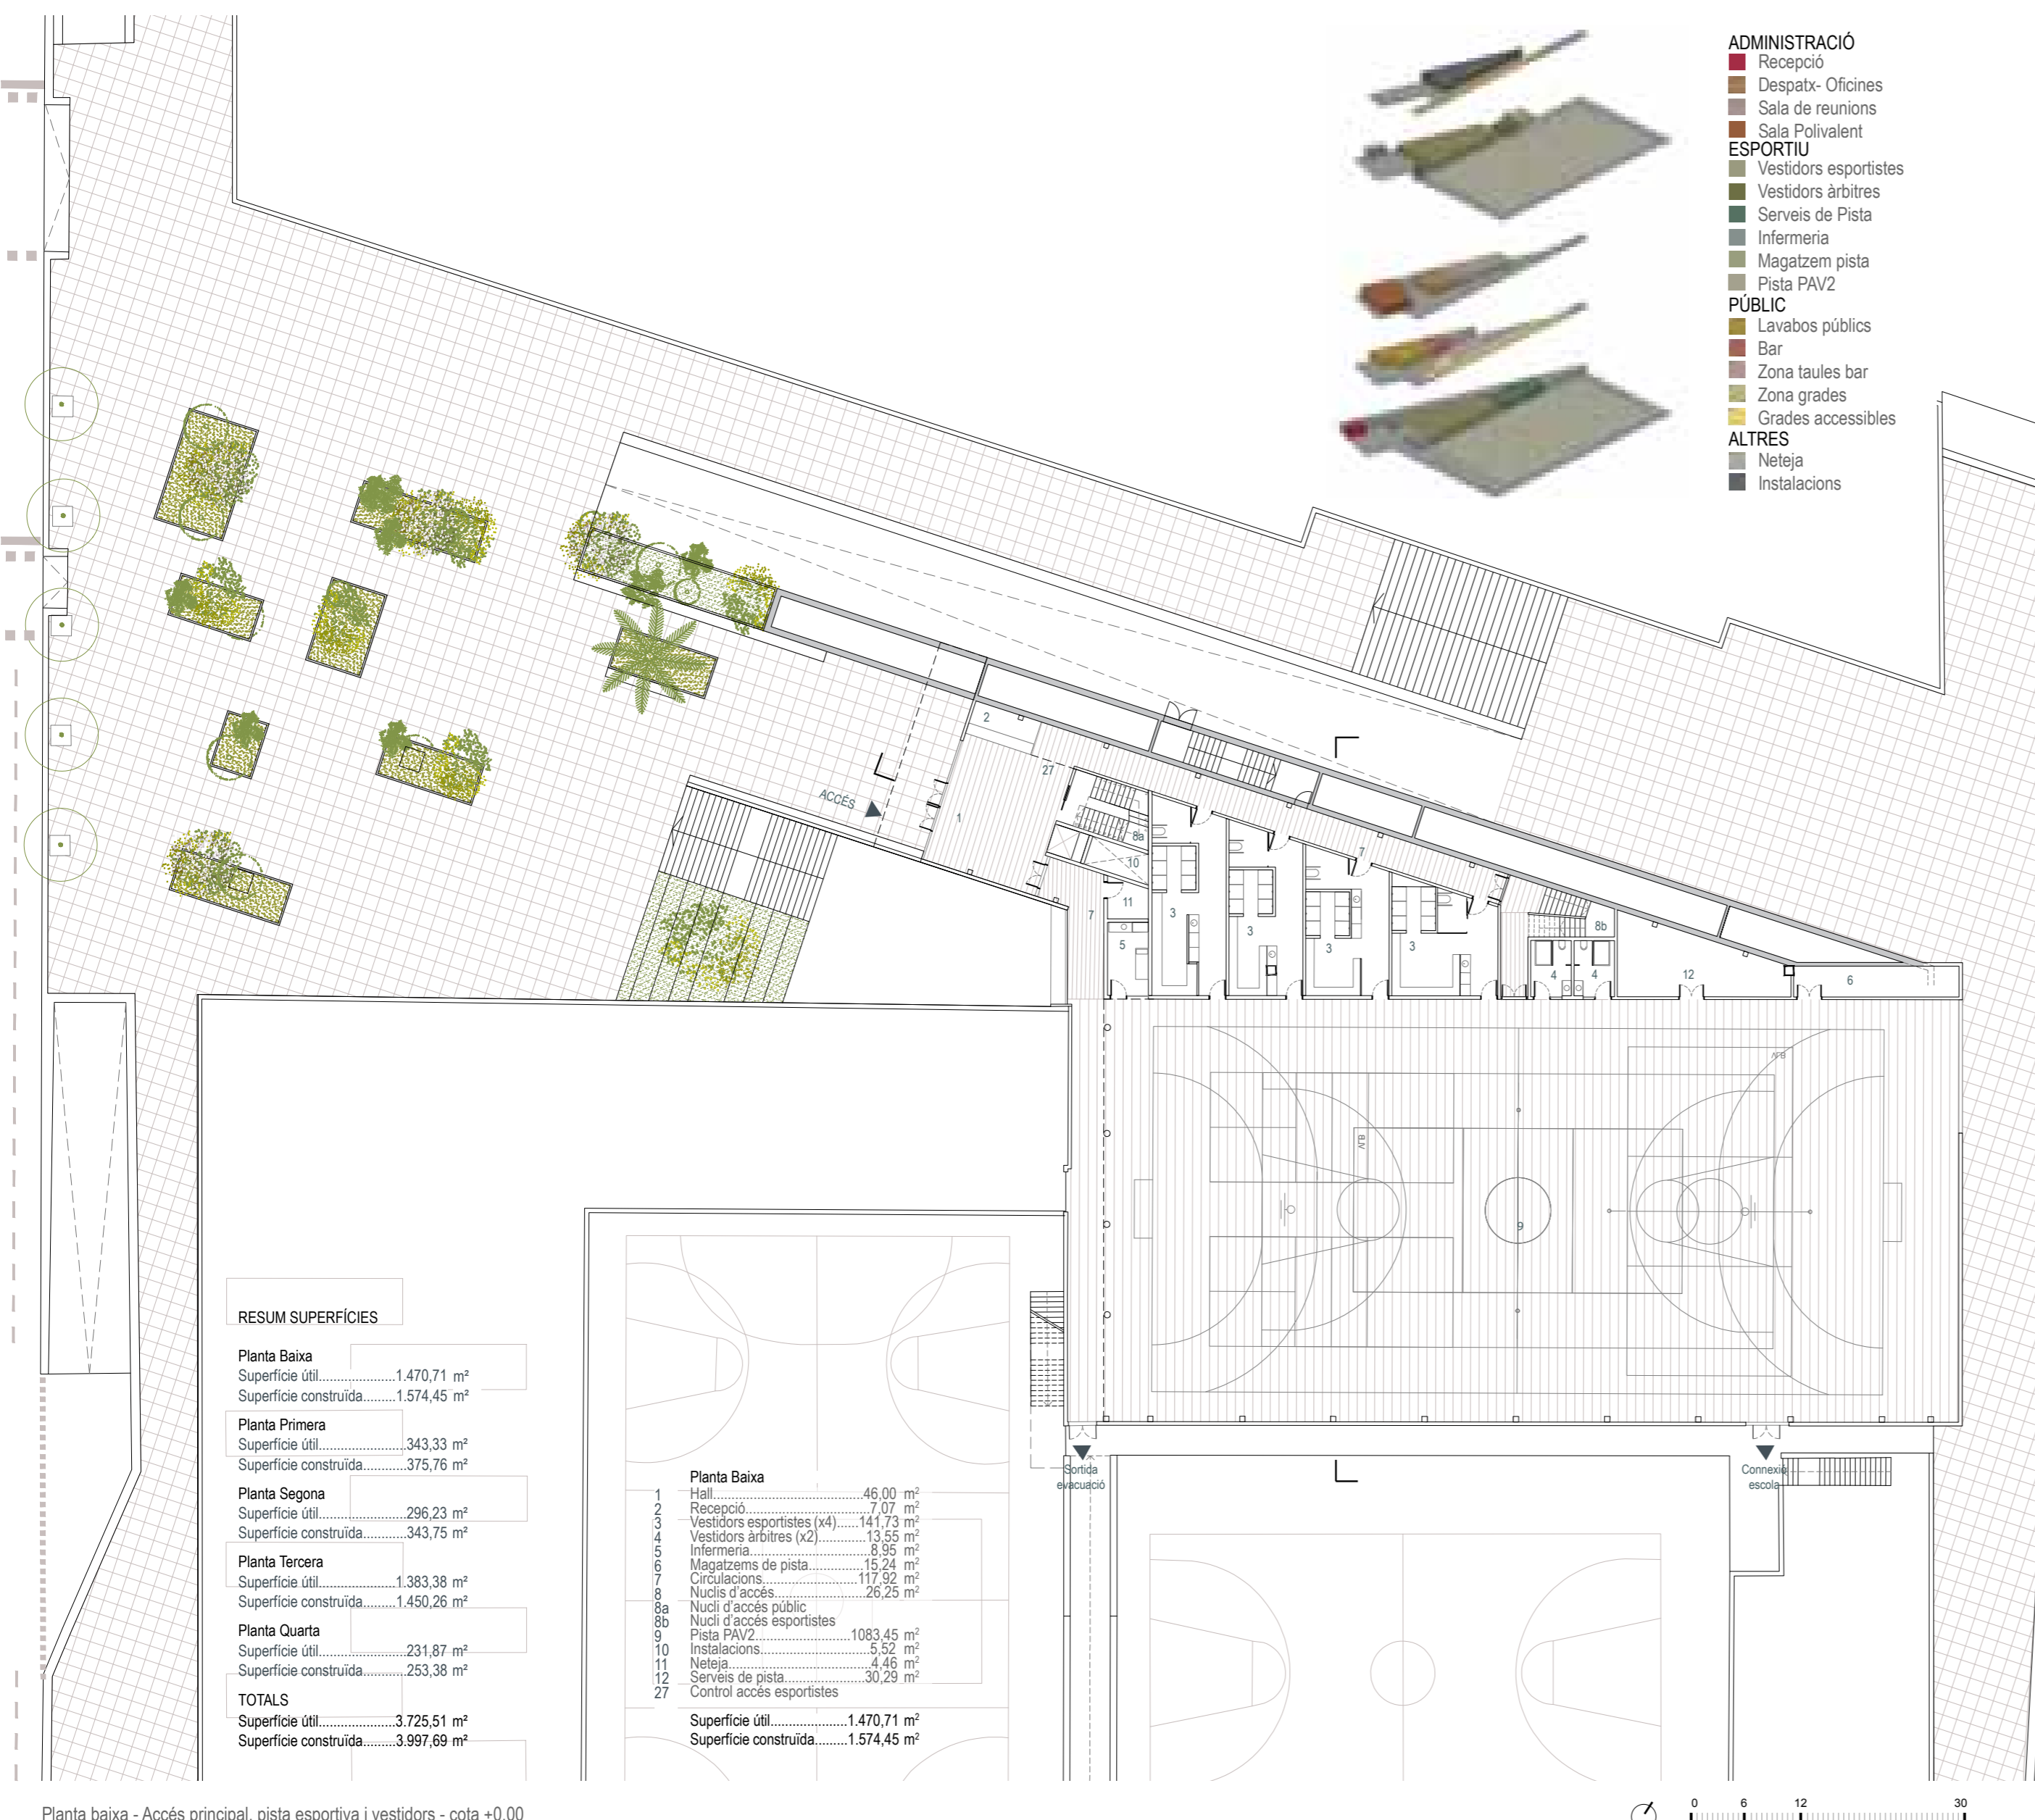 ADMINISTRACIÓ
Recepció
Despatx- Oficines
Sala de reunions
Sala Polivalent
ESPORTIU
Vestidors esportistes
Vestidors àrbitres
Serveis de Pista
Infermeria
Magatzem pista
Pista PAV2
PÚBLIC
Lavabos públics
Bar
Zona taules bar
Zona grades
Grades accessibles
ALTRES
Neteja
Instalacions
2
27
ACCÉS
1
8a
10
7
11
3
7
5
3
3
3
8b
4
4
12
6
9
Sortida
evacuació
Connexió
escola
RESUM SUPERFÍCIES
Planta Baixa
Superfície útil.....................1.470,71 m²
Superfície construïda.........1.574,45 m²
Planta Primera
Superfície útil........................343,33 m²
Superfície construïda............375,76 m²
Planta Segona
Superfície útil........................296,23 m²
Superfície construïda............343,75 m²
Planta Tercera
Superfície útil.....................1.383,38 m²
Superfície construïda.........1.450,26 m²
Planta Quarta
Superfície útil........................231,87 m²
Superfície construïda............253,38 m²
TOTALS
Superfície útil.....................3.725,51 m²
Superfície construïda.........3.997,69 m²
Planta Baixa
1 Hall.........................................46,00 m²
2 Recepció..................................7,07 m²
3 Vestidors esportistes (x4)......141,73 m²
4 Vestidors àrbitres (x2).............13,55 m²
5 Infermeria.................................8,95 m²
6 Magatzems de pista...............15,24 m²
7 Circulacions..........................117,92 m²
8 Nuclis d'accés........................26,25 m²
8a Nucli d'accés públic
8b Nucli d'accés esportistes
9 Pista PAV2..........................1083,45 m²
10 Instalacions..............................5,52 m²
11 Neteja.......................................4,46 m²
12 Serveis de pista......................30,29 m²
27 Control accés esportistes
Superfície útil.....................1.470,71 m²
Superfície construïda.........1.574,45 m²
Planta baixa - Accés principal, pista esportiva i vestidors - cota +0.00
0 6 12 30